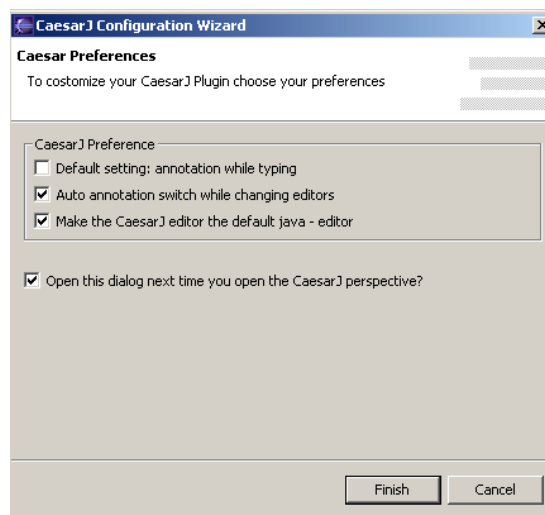 CaesarJ Configuration Wizard
Caesar Preferences
To costomize your CaesarJ Plugin choose your preferences
CaesarJ Preference
Default setting: annotation while typing
Auto annotation switch while changing editors
Make the CaesarJ editor the default java - editor
Open this dialog next time you open the CaesarJ perspective?
Finish
Cancel